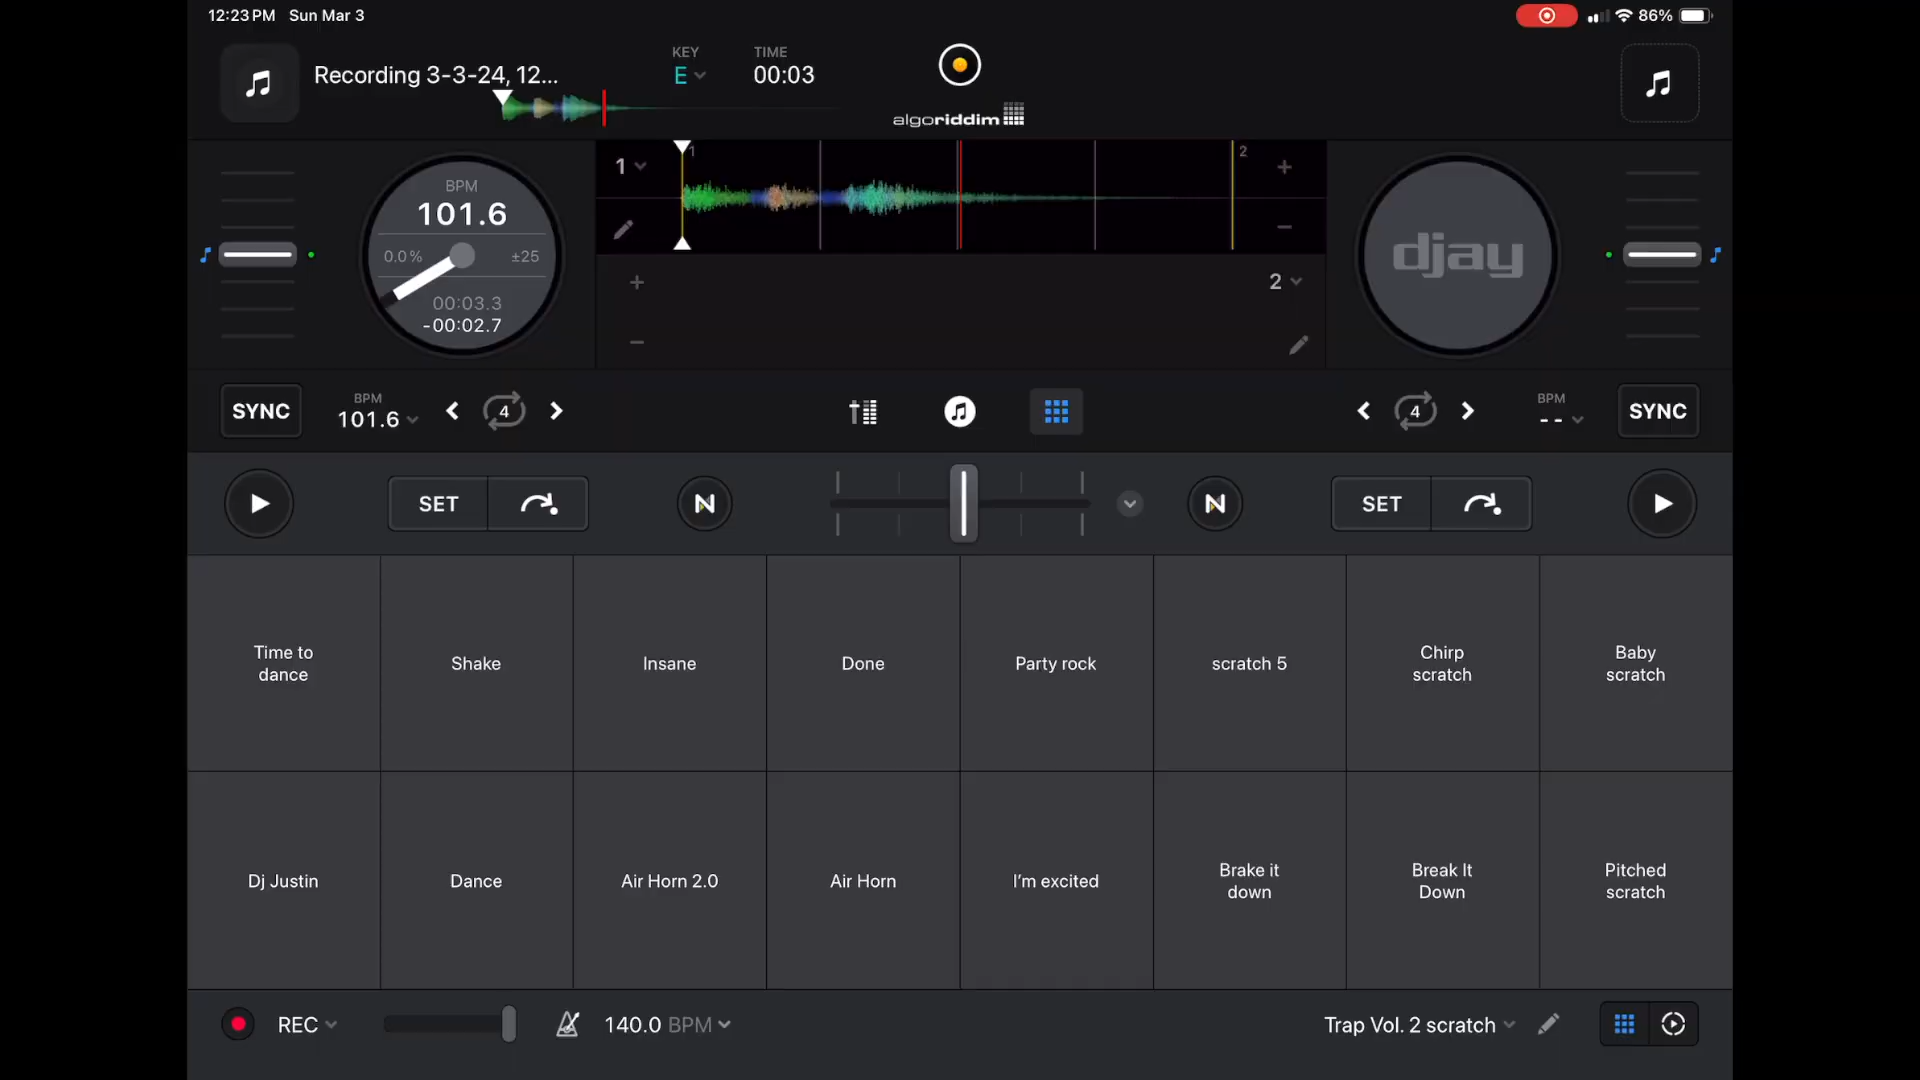 12:23 PM Sun Mar 3
86%
Recording 3-3-24, 12...
KEY
E
TIME
00:03
algoriddim
1
1
2
2
BPM
101.6
0.0%
±25
00:03.3
-00:02.7
djay
SYNC
BPM
101.6
4
4
BPM
--
SYNC
SET
N
N
SET
Time to
dance
Shake
Insane
Done
Party rock
scratch 5
Chirp
scratch
Baby
scratch
Dj Justin
Dance
Air Horn 2.0
Air Horn
I'm excited
Brake it
down
Break It
Down
Pitched
scratch
REC
140.0 BPM
Trap Vol. 2 scratch